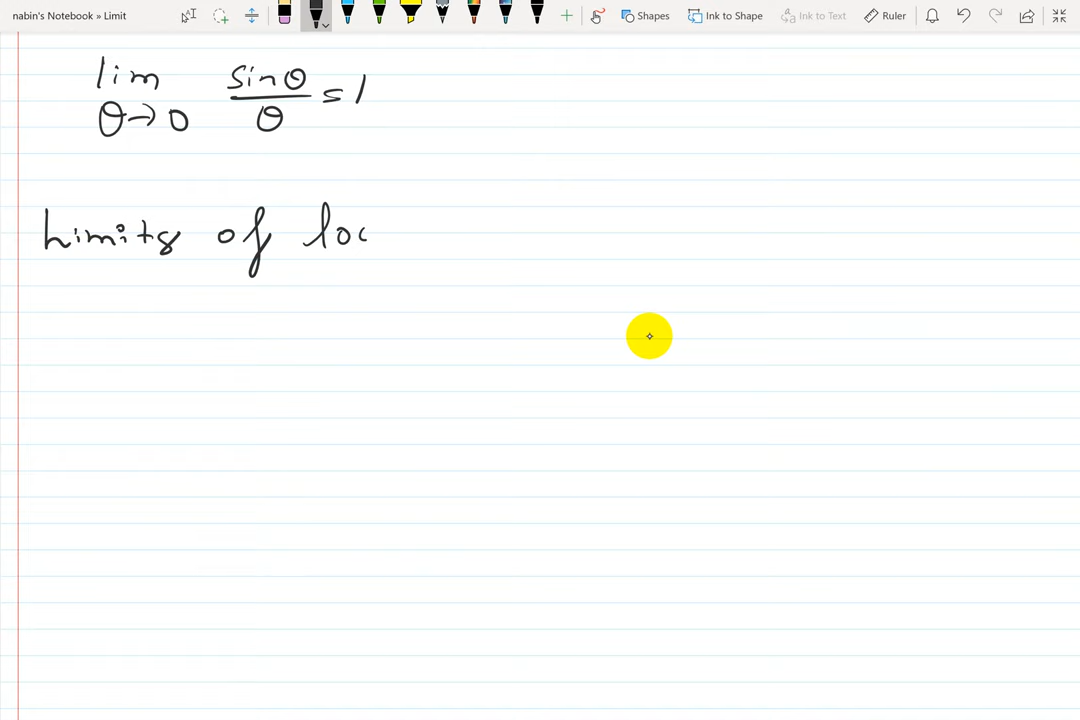 nabin's Notebook » Limit
Shapes
Ink to Shape
Ink to Text
Ruler
lim sinθ
θ→0 θ = 1
Limits of loc